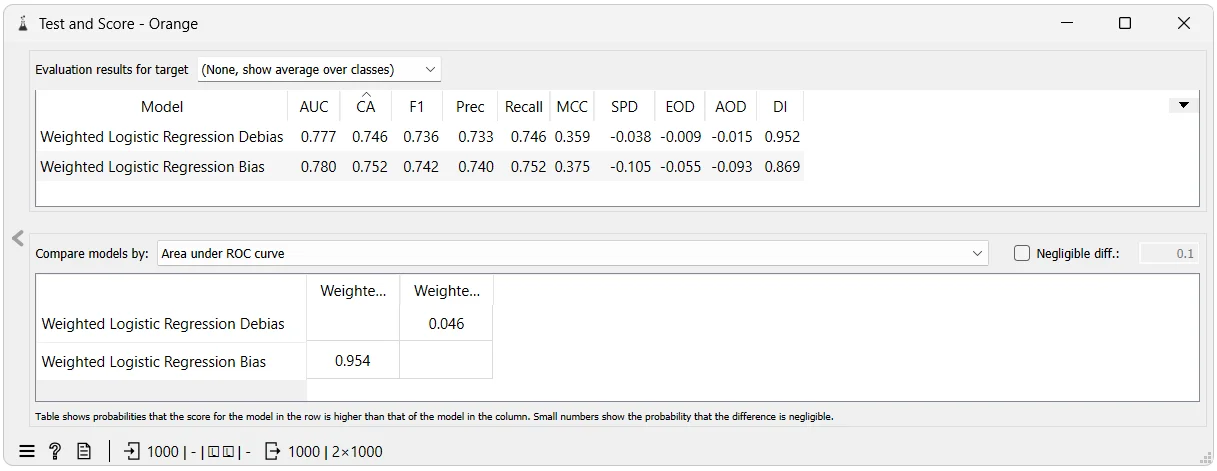 Test and Score - Orange
Evaluation results for target (None, show average over classes)
Model AUC CA F1 Prec Recall MCC SPD EOD AOD DI
Weighted Logistic Regression Debias 0.777 0.746 0.736 0.733 0.746 0.359 -0.038 -0.009 -0.015 0.952
Weighted Logistic Regression Bias 0.780 0.752 0.742 0.740 0.752 0.375 -0.105 -0.055 -0.093 0.869
Compare models by: Area under ROC curve Negligible diff.: 0.1
Weighte... Weighte...
Weighted Logistic Regression Debias 0.046
Weighted Logistic Regression Bias 0.954
Table shows probabilities that the score for the model in the row is higher than that of the model in the column. Small numbers show the probability that the difference is negligible.
1000 | - | | - 1000 | 2×1000